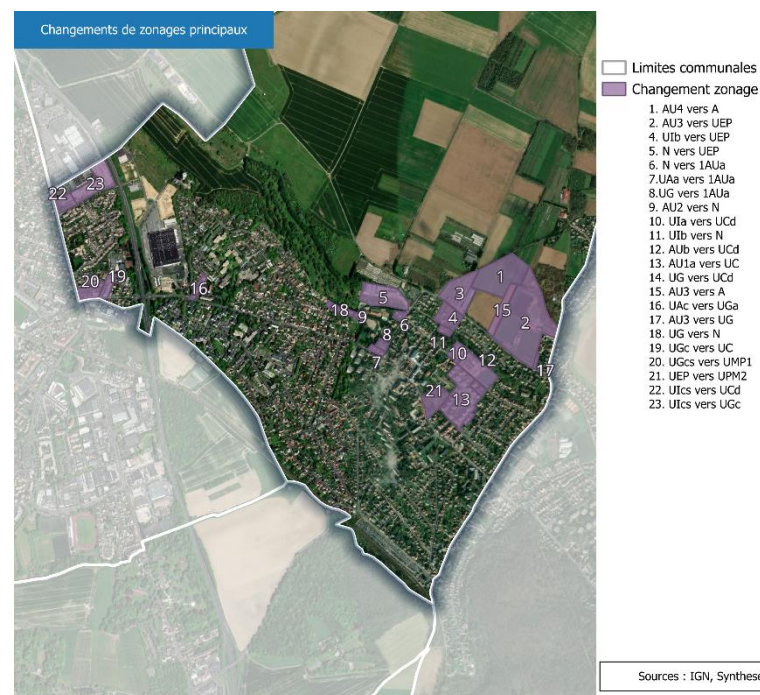 Changements de zonages principaux
Limites communales
Changement zonage
1. AU4 vers A
2. AU3 vers UEP
4. UIb vers UEP
5. N vers UEP
6. N vers 1AUa
7.UAa vers 1AUa
8.UG vers 1AUa
9. AU2 vers N
10. UIa vers UCd
11. UIb vers N
12. AUb vers UCd
13. AU1a vers UC
14. UG vers UCd
15. AU3 vers A
16. UAc vers UGa
17. AU3 vers UG
18. UG vers N
19. UGc vers UC
20. UGcs vers UMP1
21. UEP vers UPM2
22. UIcs vers UCd
23. UIcs vers UGc
23
22
20
19
16
18
5
9
6
8
7
1
3
15
4
2
11
10
12
17
21
13
Sources : IGN, Synthese